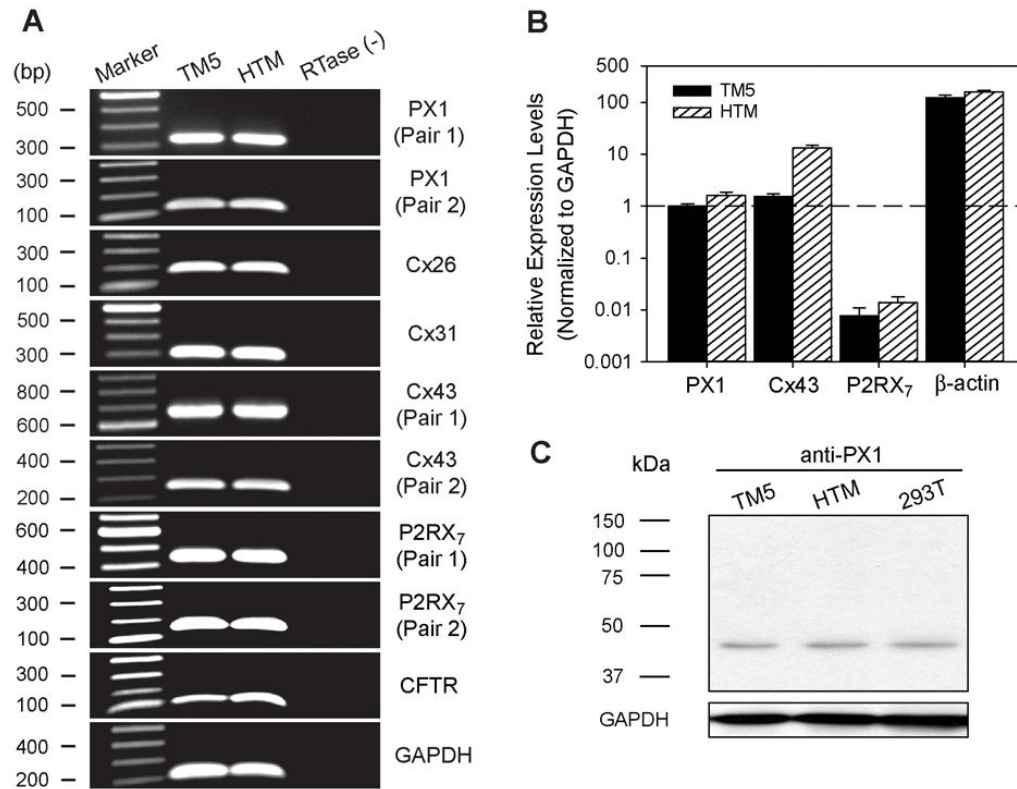 A
(bp)
Marker
TM5
HTM
RTase (-)
500
300
PX1
(Pair 1)
300
100
PX1
(Pair 2)
300
100
Cx26
500
300
Cx31
800
600
Cx43
(Pair 1)
400
200
Cx43
(Pair 2)
600
400
P2RX7
(Pair 1)
300
100
P2RX7
(Pair 2)
300
100
CFTR
400
200
GAPDH
B
Relative Expression Levels
(Normalized to GAPDH)
500
100
10
1
0.1
0.01
0.001
TM5
HTM
PX1
Cx43
P2RX7
β-actin
C
kDa
anti-PX1
TM5
HTM
293T
150
100
75
50
37
GAPDH